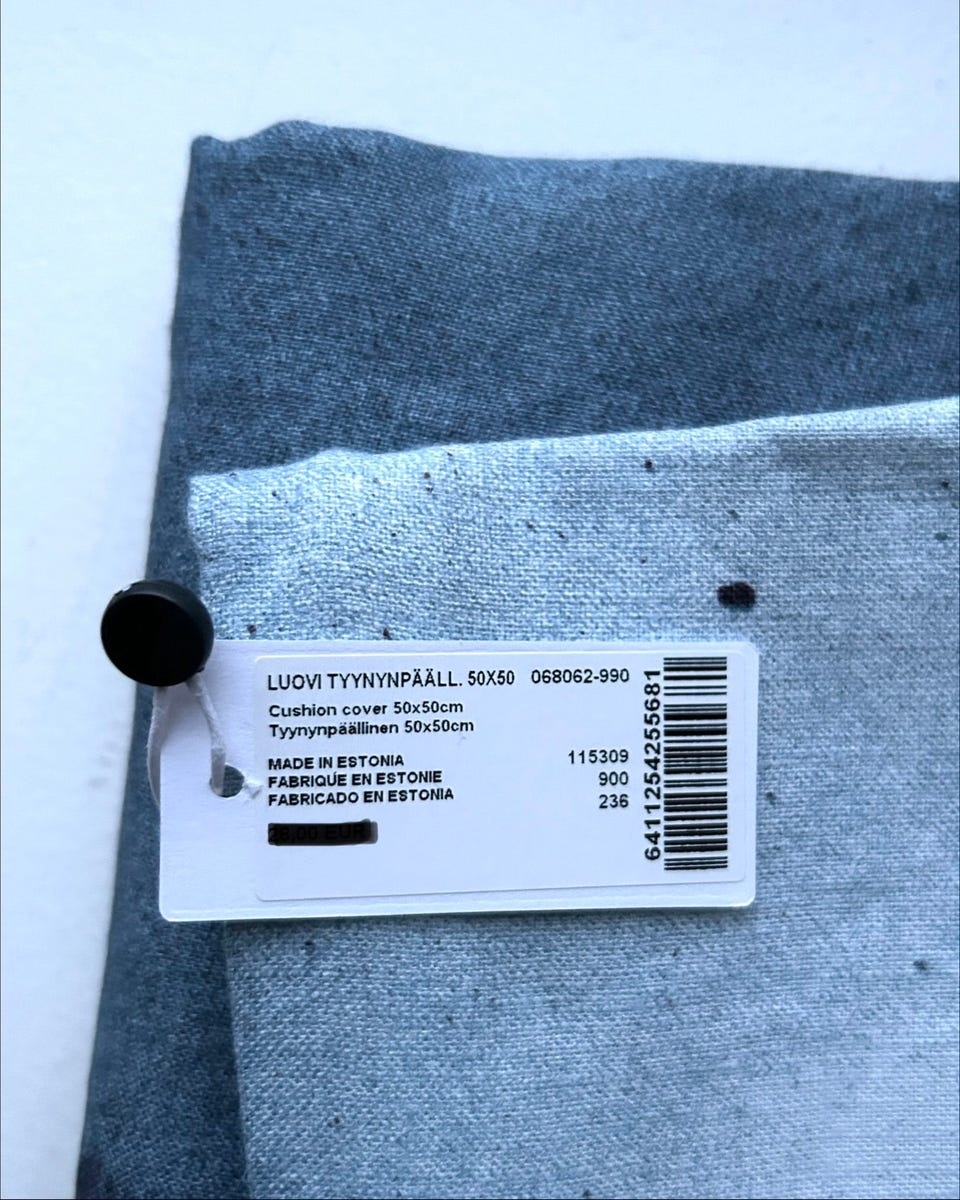 LUOVI TYYNYNPÄÄLL. 50X50 068062-990
Cushion cover 50x50cm
Tyynynpäällinen 50x50cm
MADE IN ESTONIA 115309
FABRIQUE EN ESTONIE 900
FABRICADO EN ESTONIA 236
EUR
6411254255681